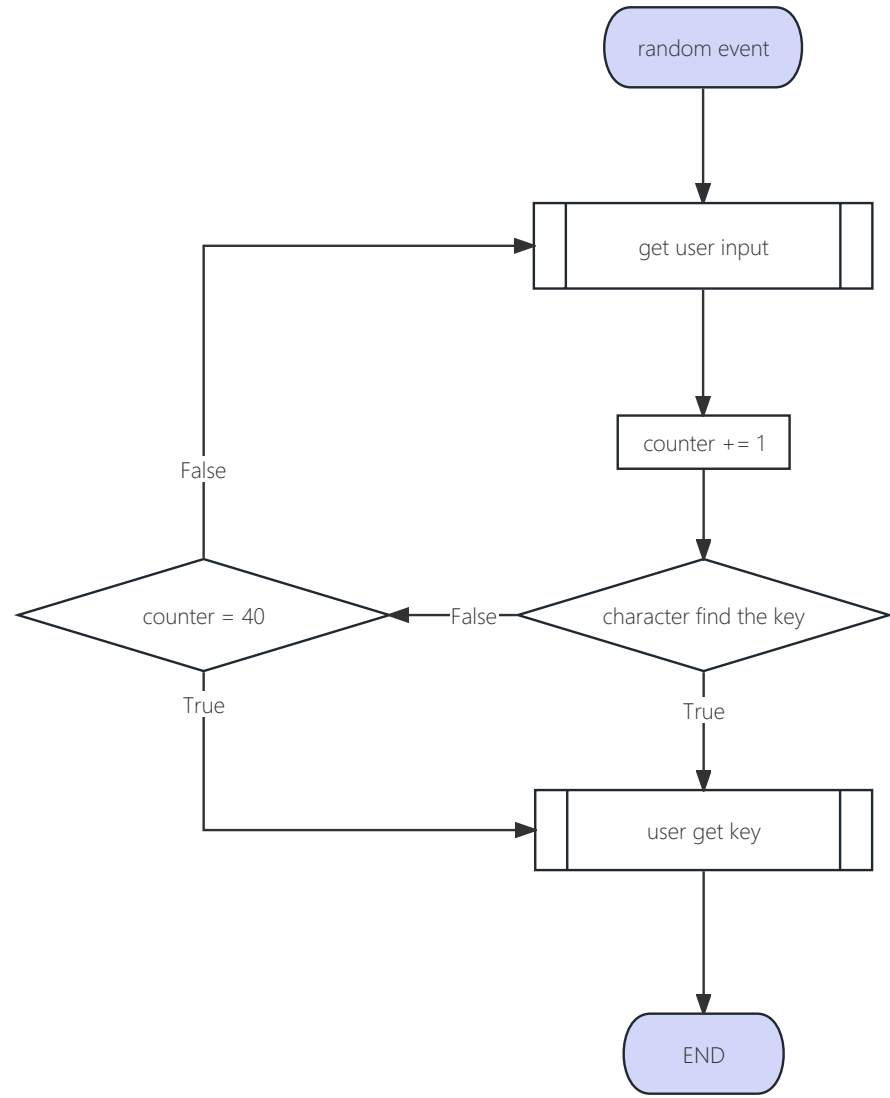 random event
get user input
counter += 1
False
counter = 40
False
character find the key
True
True
user get key
END